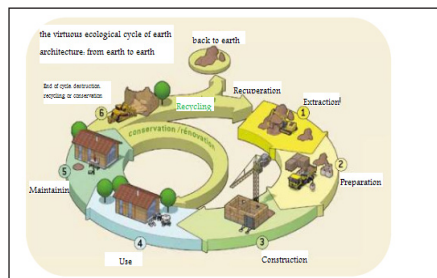 the virtuous ecological cycle of earth
architecture: from earth to earth
back to earth
End of cycle destruction,
recycling or conservation
Recuperation
Recycling
Extraction
6
1
conservation/rénovation
2
Preparation
5
Maintainin
4
Use
3
Construction